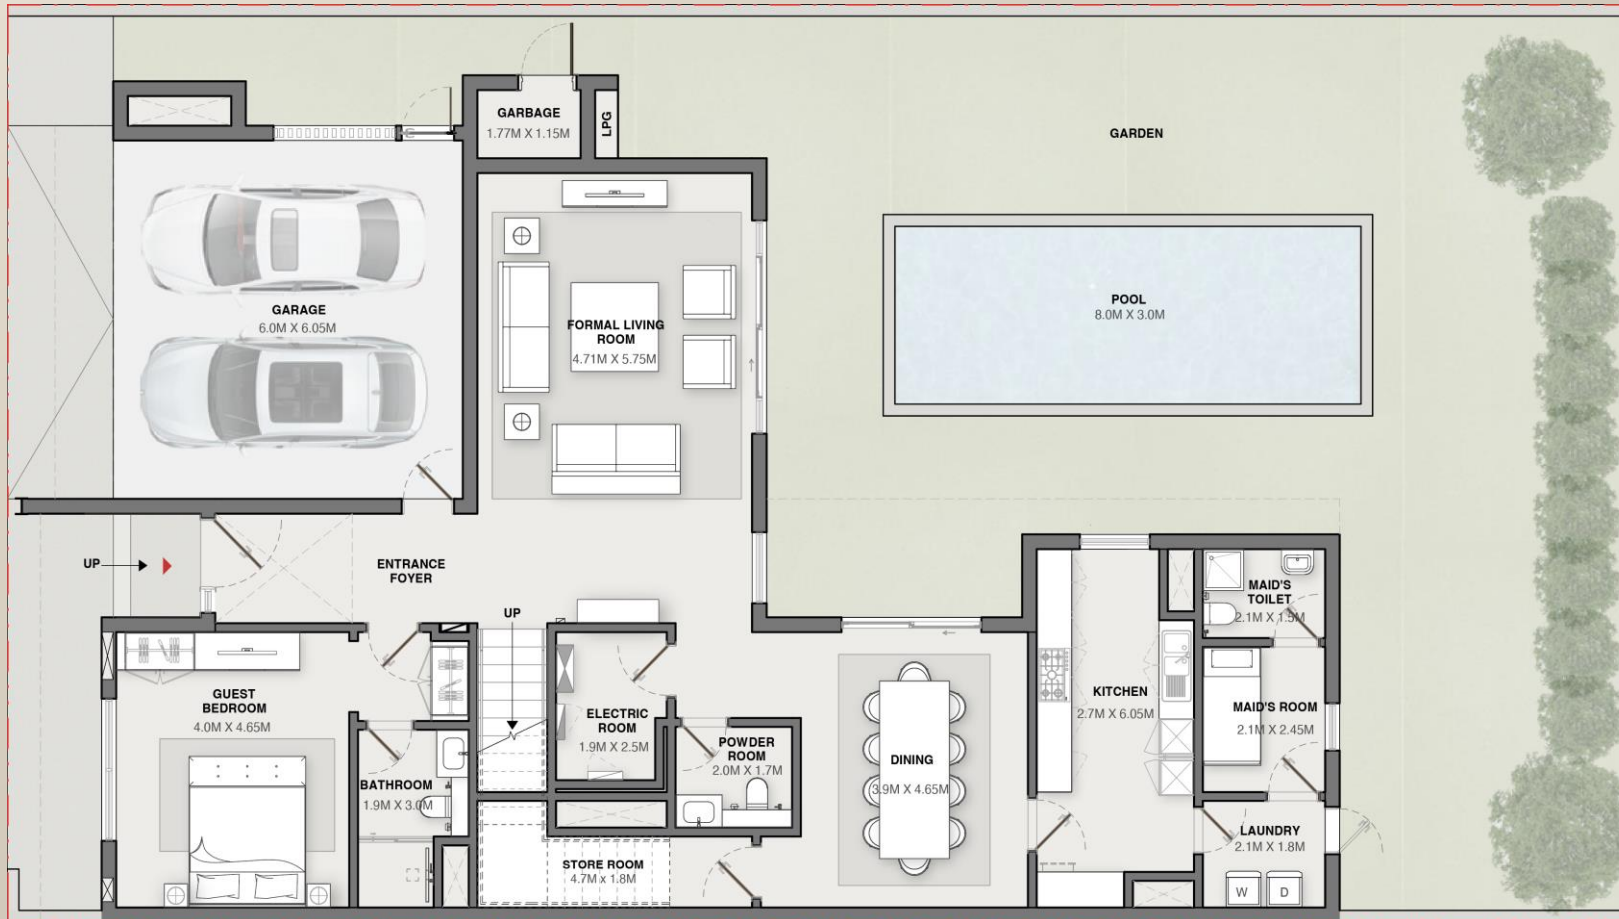 GARBAGE
1.77M X 1.15M
LPG
GARDEN
GARAGE
6.0M X 6.05M
FORMAL LIVING
ROOM
4.71M X 5.75M
POOL
8.0M X 3.0M
UP
ENTRANCE
FOYER
UP
MAID'S
TOILET
2.1M X 1.5M
GUEST
BEDROOM
4.0M X 4.65M
ELECTRIC
ROOM
1.9M X 2.5M
KITCHEN
2.7M X 6.05M
MAID'S ROOM
2.1M X 2.45M
POWDER
ROOM
2.0M X 1.7M
DINING
3.9M X 4.65M
BATHROOM
1.9M X 3.0M
LAUNDRY
2.1M X 1.8M
STORE ROOM
4.7M x 1.8M
W
D